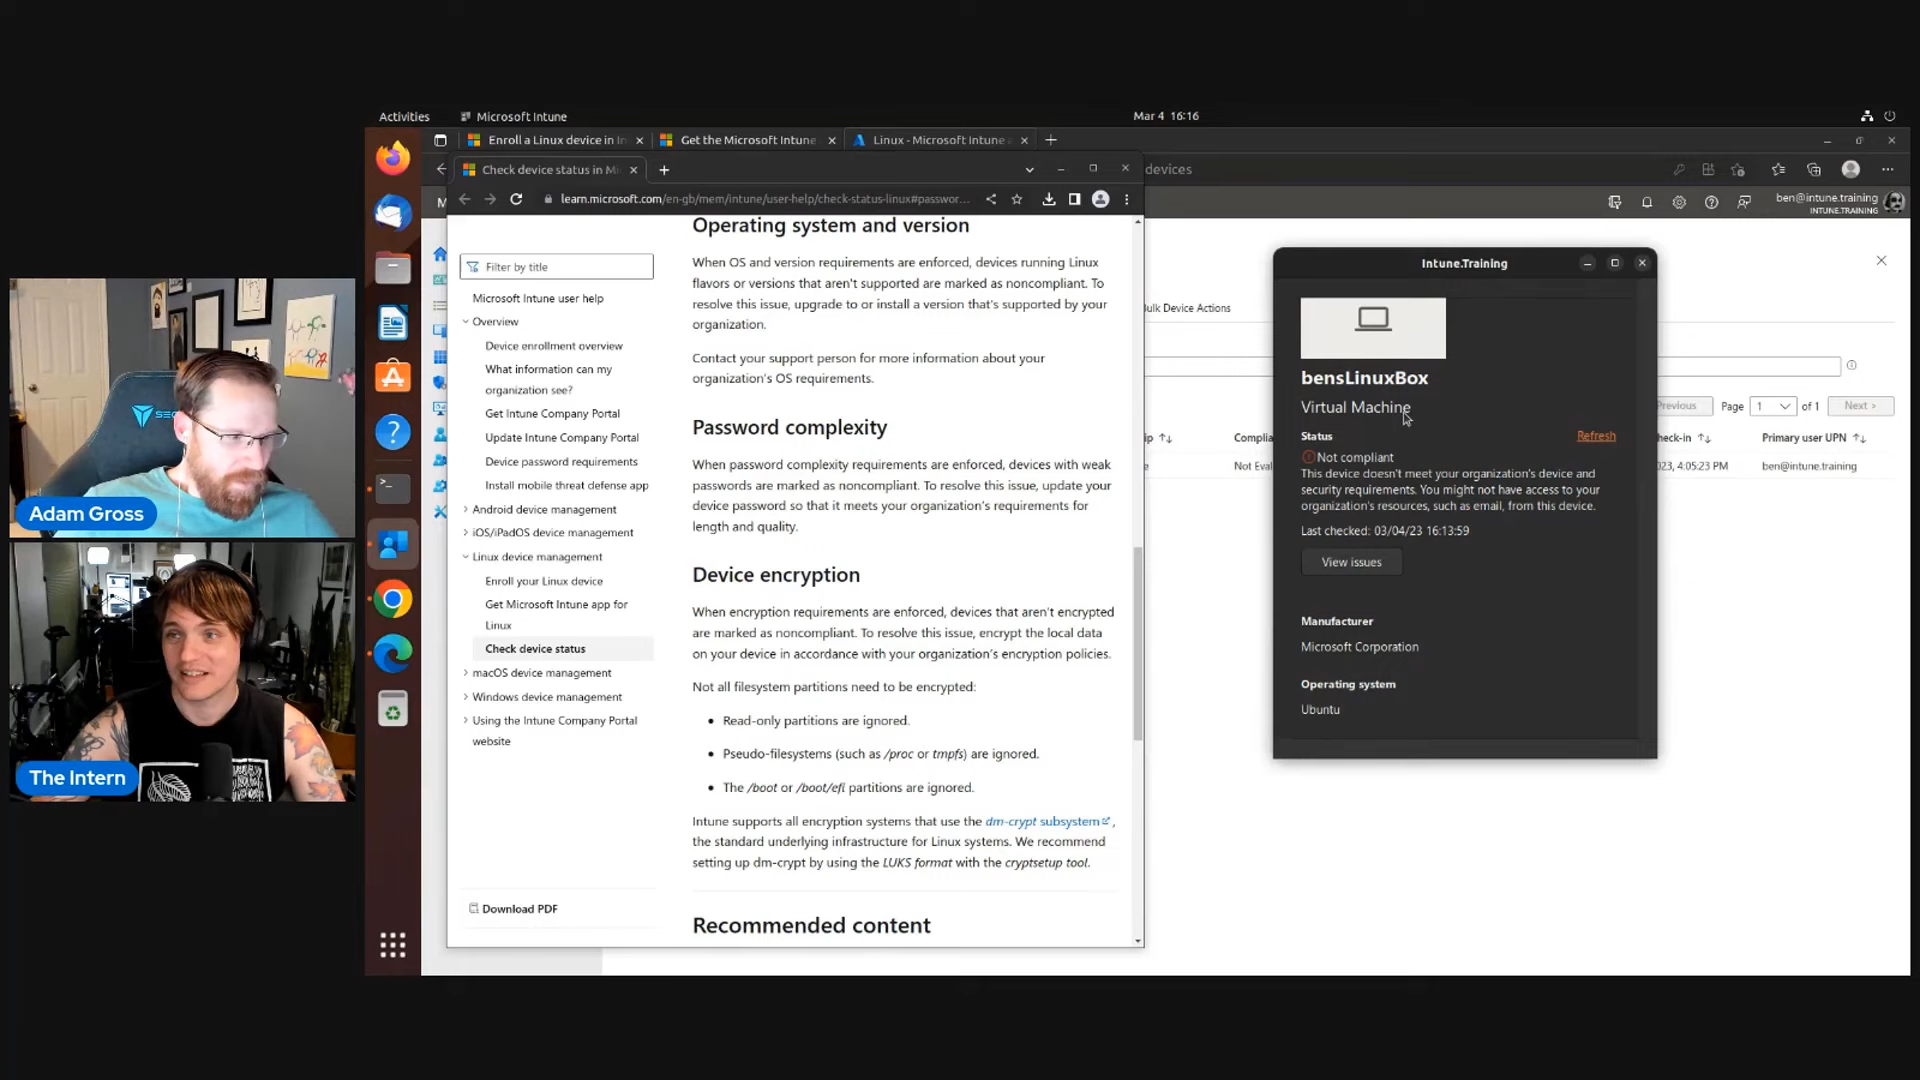 Activities
Microsoft Intune
Mar 4 16:16
Enroll a Linux device in In
Get the Microsoft Intune
Linux - Microsoft Intune a
Check device status in Mi
devices
learn.microsoft.com/en-gb/mem/intune/user-help/check-status-linux#passwor...
M
ben@intune.training
INTUNE.TRAINING
Filter by title
Microsoft Intune user help
Overview
Device enrollment overview
What information can my
organization see?
Get Intune Company Portal
Update Intune Company Portal
Device password requirements
Install mobile threat defense app
Android device management
iOS/iPadOS device management
Linux device management
Enroll your Linux device
Get Microsoft Intune app for
Linux
Check device status
macOS device management
Windows device management
Using the Intune Company Portal
website
Download PDF
Operating system and version
When OS and version requirements are enforced, devices running Linux
flavors or versions that aren't supported are marked as noncompliant. To
resolve this issue, upgrade to or install a version that's supported by your
organization.
Contact your support person for more information about your
organization's OS requirements.
Password complexity
When password complexity requirements are enforced, devices with weak
passwords are marked as noncompliant. To resolve this issue, update your
device password so that it meets your organization's requirements for
length and quality.
Device encryption
When encryption requirements are enforced, devices that aren't encrypted
are marked as noncompliant. To resolve this issue, encrypt the local data
on your device in accordance with your organization's encryption policies.
Not all filesystem partitions need to be encrypted:
• Read-only partitions are ignored.
• Pseudo-filesystems (such as /proc or tmpfs) are ignored.
• The /boot or /boot/efi partitions are ignored.
Intune supports all encryption systems that use the dm-crypt subsystem,
the standard underlying infrastructure for Linux systems. We recommend
setting up dm-crypt by using the LUKS format with the cryptsetup tool.
Recommended content
Intune.Training
bensLinuxBox
Virtual Machine
Status
Refresh
Not compliant
This device doesn't meet your organization's device and
security requirements. You might not have access to your
organization's resources, such as email, from this device.
Last checked: 03/04/23 16:13:59
View issues
Manufacturer
Microsoft Corporation
Operating system
Ubuntu
ulk Device Actions
Previous
Page
1
of 1
Next >
ip
Complia
heck-in
Primary user UPN
e
Not Eval
023, 4:05:23 PM
ben@intune.training
Adam Gross
The Intern